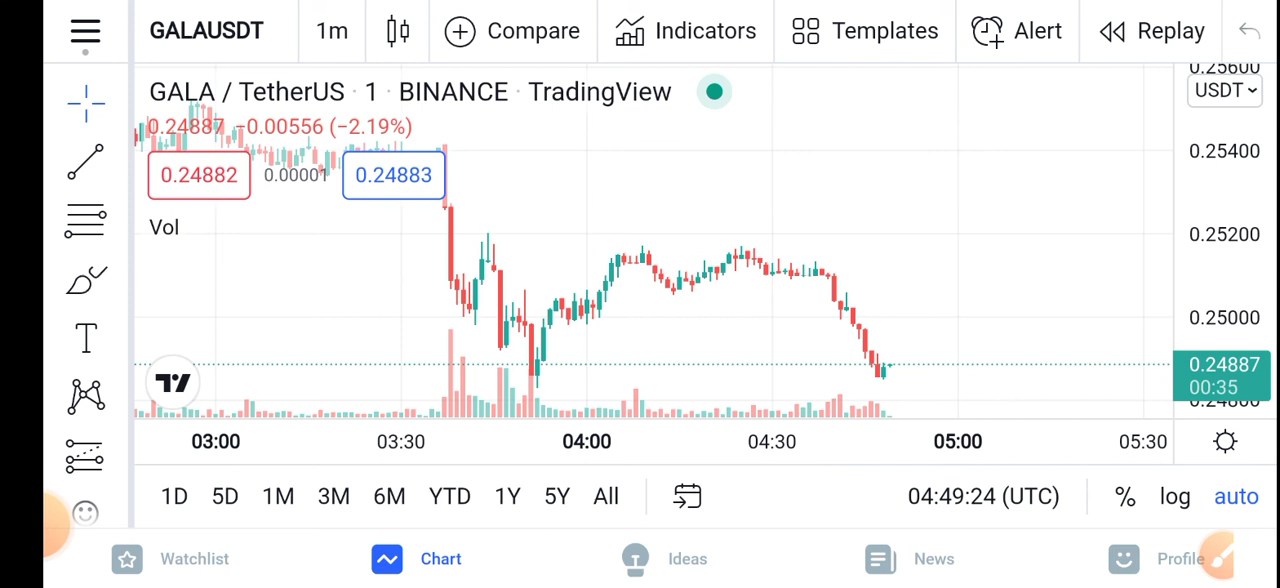 GALAUSDT 1m Compare Indicators Templates Alert Replay
0.25600
GALA / TetherUS · 1 · BINANCE · TradingView
USDT
0.24887 −0.00556 (−2.19%)
0.25400
0.24882 0.00001 0.24883
Vol
0.25200
0.25000
0.24887
00:35
0.24800
03:00 03:30 04:00 04:30 05:00 05:30
1D 5D 1M 3M 6M YTD 1Y 5Y All 04:49:24 (UTC) % log auto
Watchlist Chart Ideas News Profile